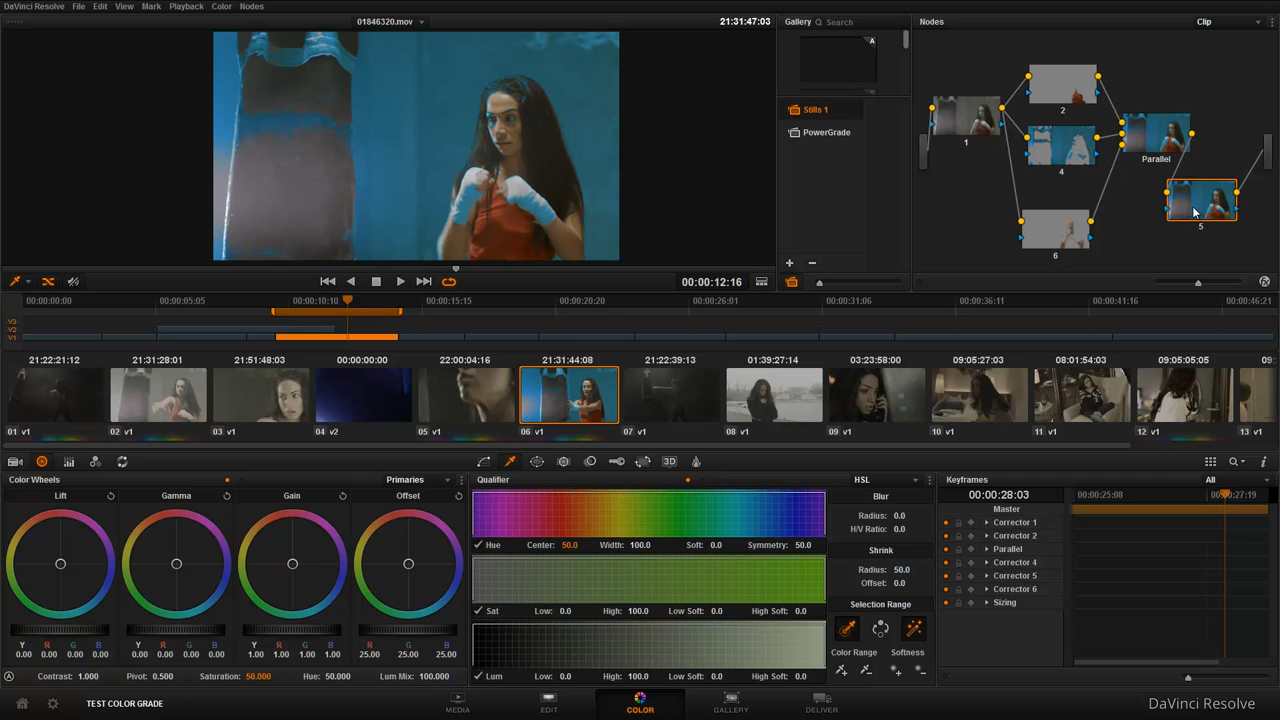 DaVinci Resolve File Edit View Mark Playback Color Nodes
01846320.mov 21:31:47:03 Gallery Search Nodes Clip
A
Stills 1
PowerGrade
1
2
4
Parallel
5
6
00:00:12:16
00:00:00:00 00:00:05:05 00:00:10:10 00:00:15:15 00:00:20:20 00:00:26:01 00:00:31:06 00:00:36:11 00:00:41:16 00:00:46:21
V3
V2
V1
21:22:21:12 21:31:28:01 21:51:48:03 00:00:00:00 22:00:04:16 21:31:44:08 21:22:39:13 01:39:27:14 03:23:58:00 09:05:27:03 08:01:54:03 09:05:05:05 09:
01 v1 02 v1 03 v1 04 v2 05 v1 06 v1 07 v1 08 v1 09 v1 10 v1 11 v1 12 v1 13 v
3D
Color Wheels Primaries Qualifier HSL Keyframes All
Lift Gamma Gain Offset
Hue Center: 50.0 Width: 100.0 Soft: 0.0 Symmetry: 50.0
Sat Low: 0.0 High: 100.0 Low Soft: 0.0 High Soft: 0.0
Lum Low: 0.0 High: 100.0 Low Soft: 0.0 High Soft: 0.0
Blur
Radius: 0.0
H/V Ratio: 0.0
Shrink
Radius: 50.0
Offset: 0.0
Selection Range
Color Range Softness
00:00:28:03 00:00:25:08 00:00:27:19
Master
Corrector 1
Corrector 2
Parallel
Corrector 4
Corrector 5
Corrector 6
Sizing
Y R G B Y R G B Y R G B R G B
0.00 0.00 0.00 0.00 0.00 0.00 0.00 0.00 1.00 1.00 1.00 1.00 25.00 25.00 25.00
A Contrast: 1.000 Pivot: 0.500 Saturation: 50.000 Hue: 50.000 Lum Mix: 100.000
TEST COLOR GRADE MEDIA EDIT COLOR GALLERY DELIVER DaVinci Resolve